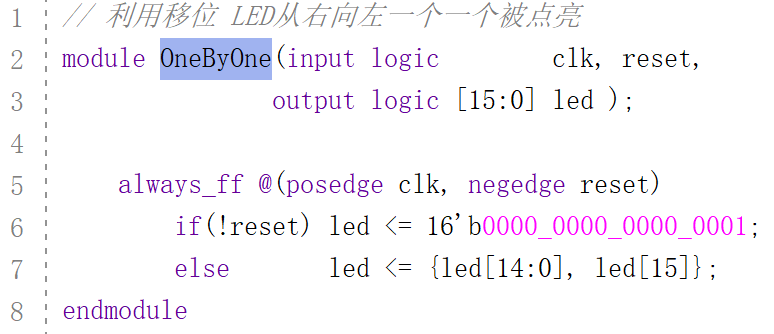 1 // 利用移位 LED从右向左一个一个被点亮
2 module OneByOne(input logic        clk, reset,
3                output logic [15:0] led );
4
5     always_ff @(posedge clk, negedge reset)
6         if(!reset) led <= 16'b0000_0000_0000_0001;
7         else       led <= {led[14:0], led[15]};
8 endmodule